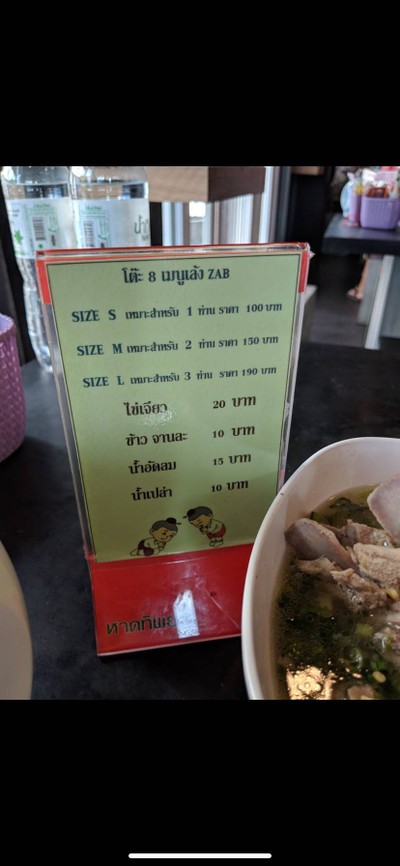 โต๊ะ 8 เมนูเล้ง ZAB
SIZE S เหมาะสำหรับ 1 ท่าน ราคา 100 บาท
SIZE M เหมาะสำหรับ 2 ท่าน ราคา 150 บาท
SIZE L เหมาะสำหรับ 3 ท่าน ราคา 190 บาท
ไข่เจียว 20 บาท
ข้าว จานละ 10 บาท
น้ำอัดลม 15 บาท
น้ำเปล่า 10 บาท